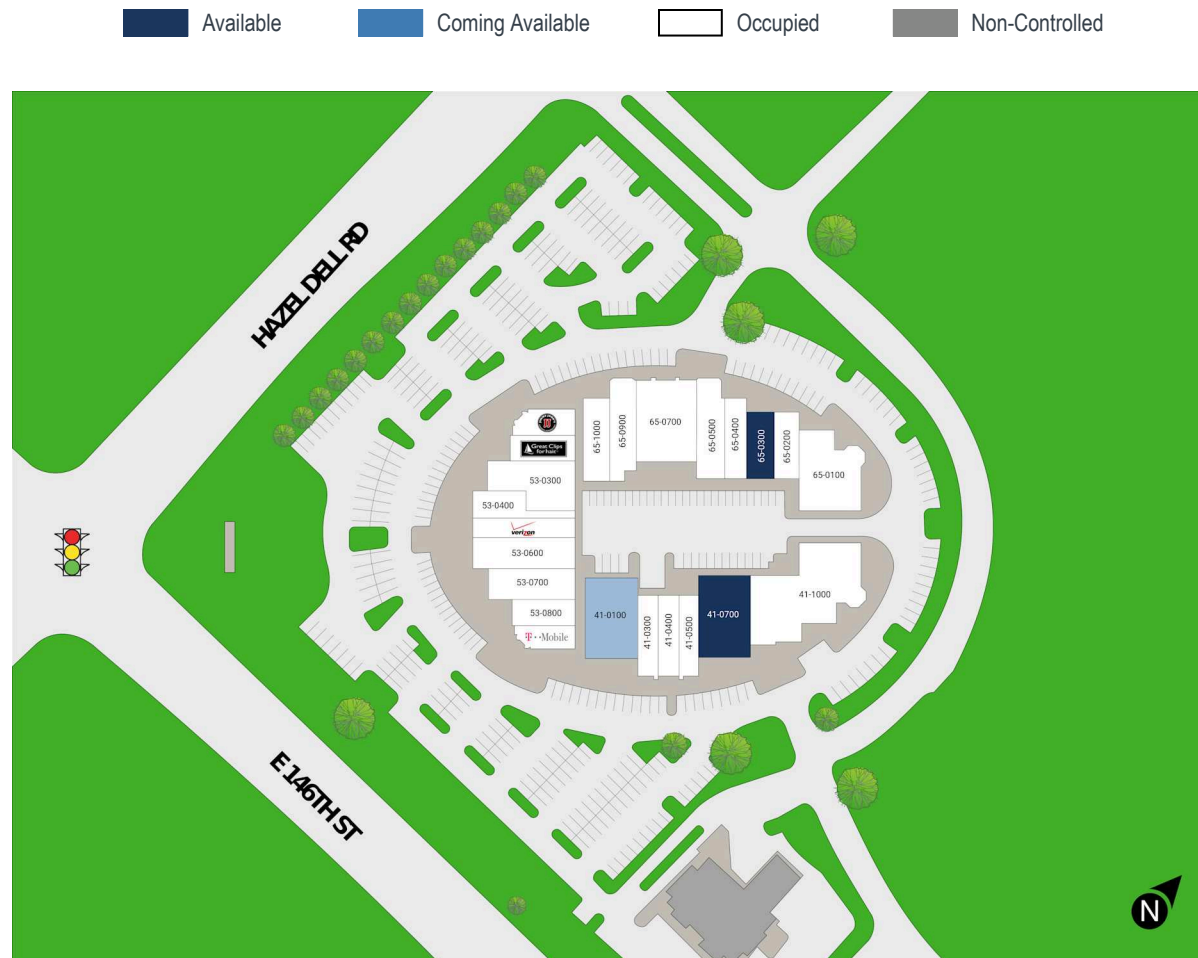 Available
Coming Available
Occupied
Non-Controlled
HAZEL DELL RD
65-1000
65-0900
65-0700
65-0500
65-0400
65-0300
65-0200
65-0100
Great Clips
for hair
53-0300
53-0400
verizon
53-0600
53-0700
53-0800
T··Mobile
41-0100
41-0300
41-0400
41-0500
41-0700
41-1000
E 146TH ST
N